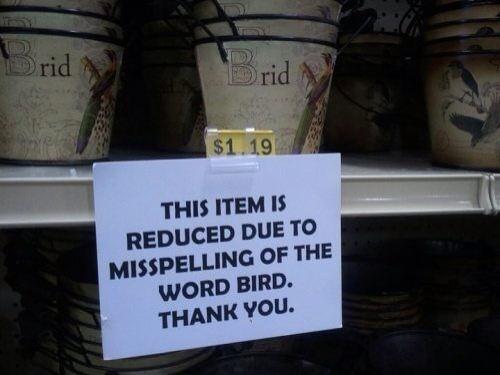 Brid
Brid
$1.19
THIS ITEM IS
REDUCED DUE TO
MISSPELLING OF THE
WORD BIRD.
THANK YOU.